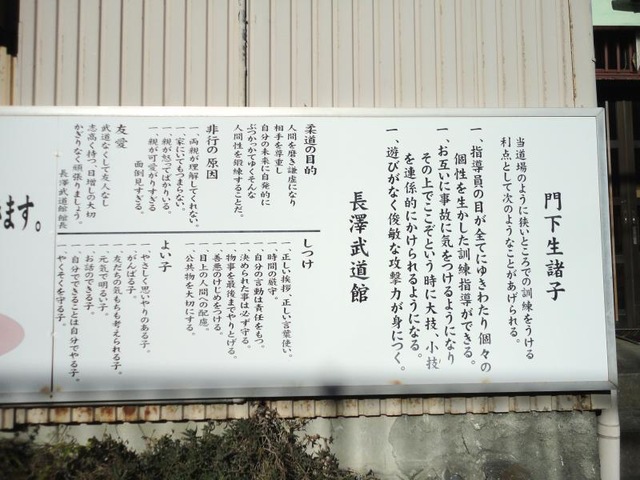 門下生諸子
当道場のように狭いところでの訓練をうける
利点として次のようなことがあげられる。
一、指導員の目が全てにゆきわたり個々の
個性を生かした訓練指導ができる。
一、お互いに事故に気をつけるようになり
その上でここぞという時に大技、小技
を連係的にかけられるようになる。
一、遊びがなく俊敏な攻撃力が身につく。
長澤武道館
柔道の目的
人間を磨き謙虚になり
相手を尊重し
自分の未来に自発的に
ぶつかってゆくそんな
人間性を鍛練することだ。
非行の原因
一、両親が理解してくれない。
一、家にいてもつまらない。
一、親が怒ってばかりいる。
一、親が可愛がりすぎる
面倒見すぎる。
友愛
武道なくして友人なし
志高く持つ、日増しの大切
かぎりなく頑張りましょう。
長澤武道館館長
しつけ
一、正しい挨拶、正しい言葉使い。
一、時間の厳守。
一、自分の言動は責任をもつ。
一、決められた事は必ず守る。
一、物事を最後までやりとげる。
一、善悪のけじめをつける。
一、目上の人間への配慮。
一、公共物を大切にする。
よい子
一、やさしく思いやりのある子。
一、がんばる子。
一、友だちの気もちも考えられる子。
一、元気で明るい子。
一、お話のできる子。
一、自分でできることは自分でやる子。
一、やくそくを守る子。
ます。